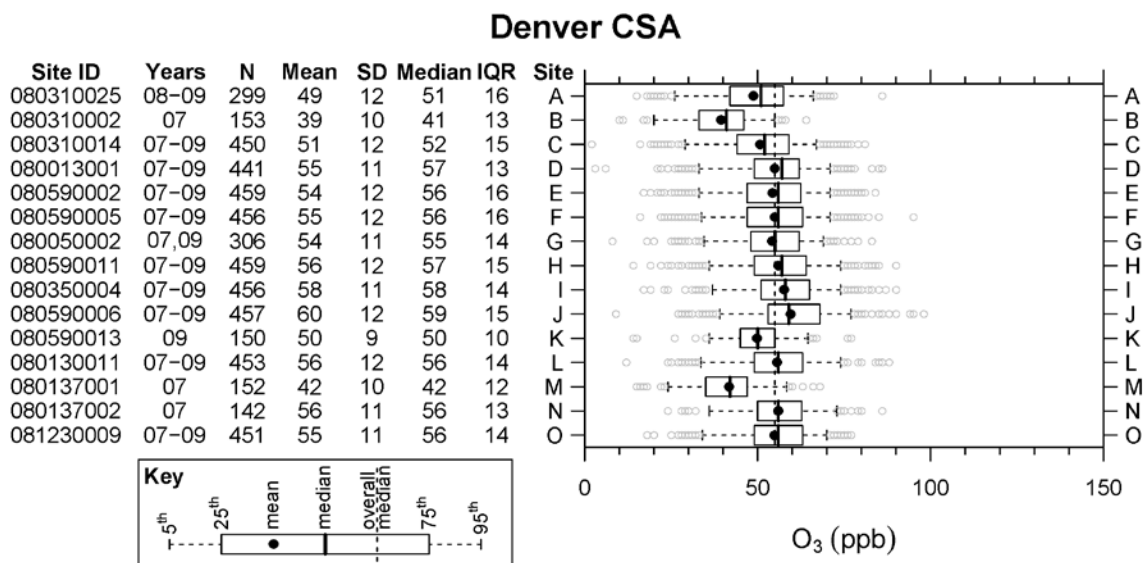 Denver CSA
Site ID Years N Mean SD Median IQR Site
080310025 08−09 299 49 12 51 16 A A
080310002 07 153 39 10 41 13 B B
080310014 07−09 450 51 12 52 15 C C
080013001 07−09 441 55 11 57 13 D D
080590002 07−09 459 54 12 56 16 E E
080590005 07−09 456 55 12 56 16 F F
080050002 07,09 306 54 11 55 14 G G
080590011 07−09 459 56 12 57 15 H H
080350004 07−09 456 58 11 58 14 I I
080590006 07−09 457 60 12 59 15 J J
080590013 09 150 50 9 50 10 K K
080130011 07−09 453 56 12 56 14 L L
080137001 07 152 42 10 42 12 M M
080137002 07 142 56 11 56 13 N N
081230009 07−09 451 55 11 56 14 O O
0 50 100 150
O₃ (ppb)
Key
5th 25th mean median overall median 75th 95th